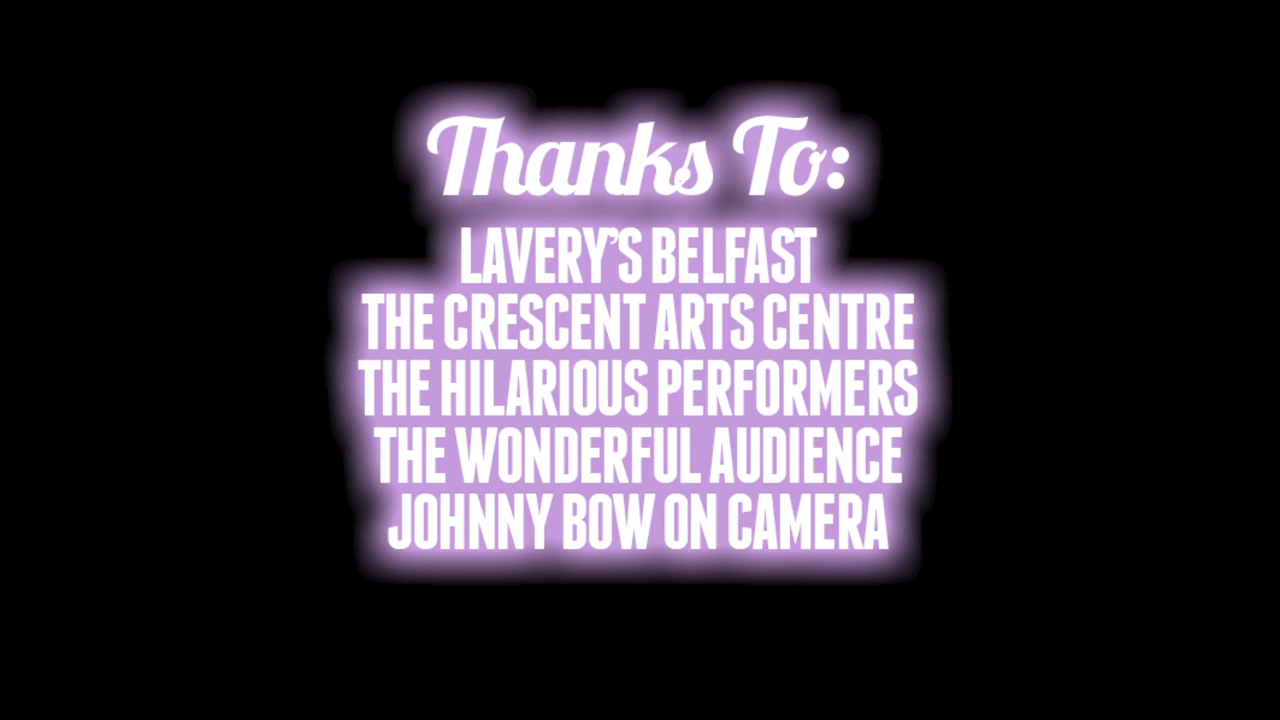 Thanks To:
LAVERY'S BELFAST
THE CRESCENT ARTS CENTRE
THE HILARIOUS PERFORMERS
THE WONDERFUL AUDIENCE
JOHNNY BOW ON CAMERA